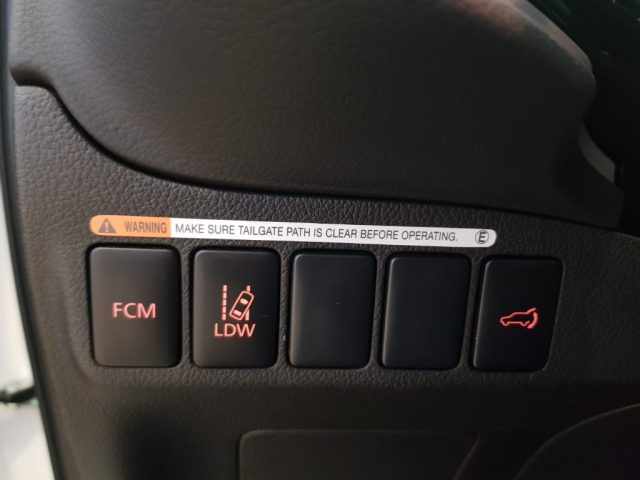 WARNING MAKE SURE TAILGATE PATH IS CLEAR BEFORE OPERATING. E
FCM
LDW